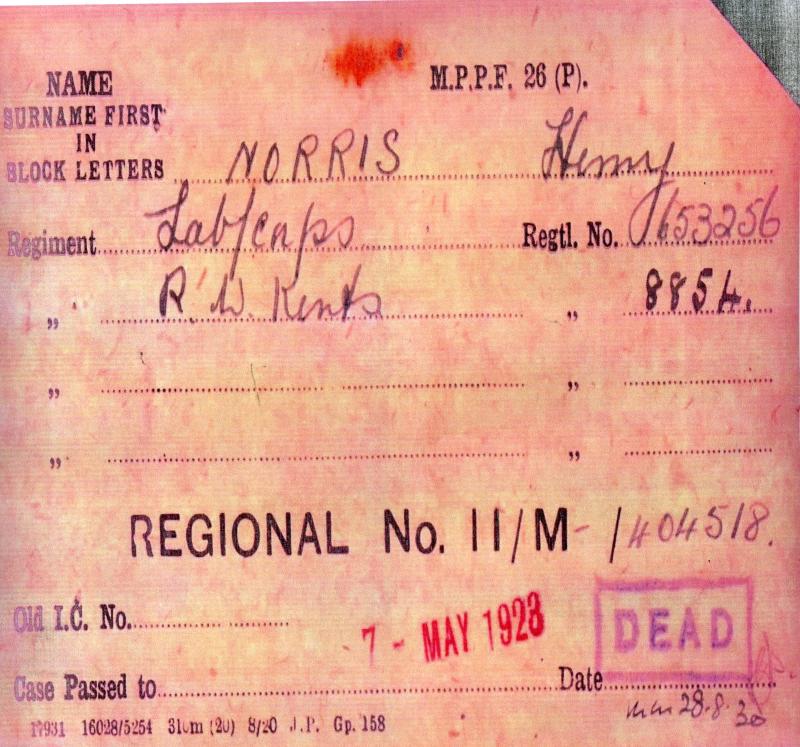 M.P.P.F. 26 (P).
NAME
SURNAME FIRST
IN
BLOCK LETTERS NORRIS Henry
Regiment Lab/corps Regtl. No. 653256
„ R. W. Kents „ 8854.
„ „
„ „
REGIONAL No. 11/M-/404518.
Old I.C. No.
7 - MAY 1928
DEAD
Case Passed to Date
28.8.30
17931 16028/5254 310m (20) 8/20 J.P. Gp. 158